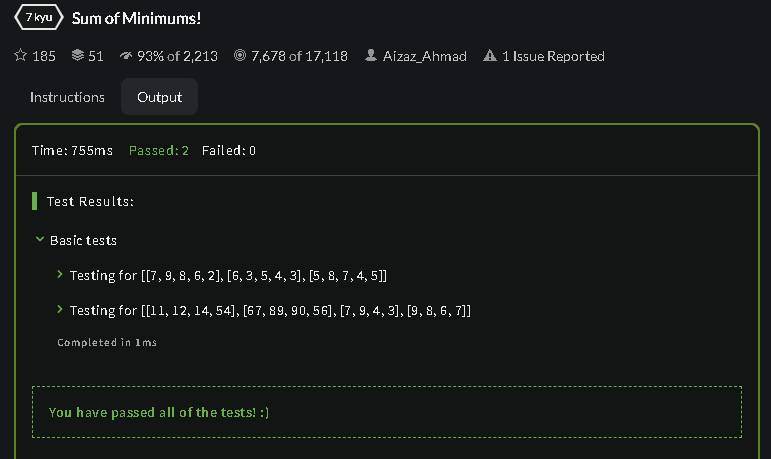 7 kyu Sum of Minimums!
185 51 93% of 2,213 7,678 of 17,118 Aizaz_Ahmad 1 Issue Reported
Instructions Output
Time: 755ms Passed: 2 Failed: 0
Test Results:
Basic tests
Testing for [[7, 9, 8, 6, 2], [6, 3, 5, 4, 3], [5, 8, 7, 4, 5]]
Testing for [[11, 12, 14, 54], [67, 89, 90, 56], [7, 9, 4, 3], [9, 8, 6, 7]]
Completed in 1ms
You have passed all of the tests! :)